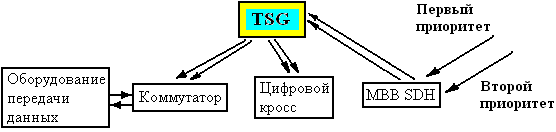 TSG
Первый
приоритет
Оборудование
передачи
данных
Коммутатор
Цифровой
кросс
MBB SDH
Второй
приоритет